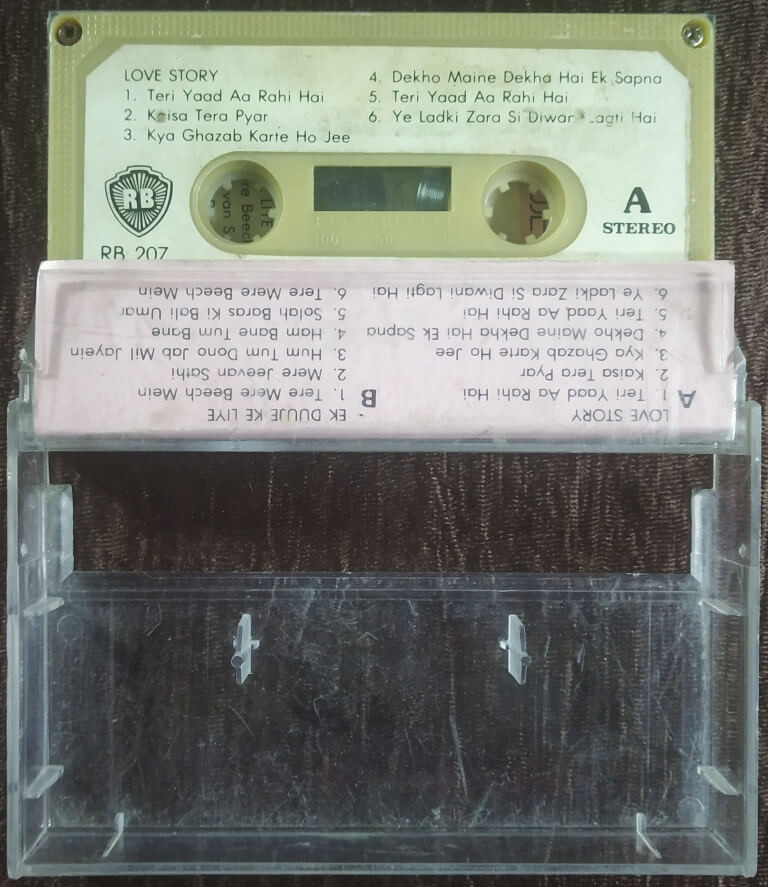 LOVE STORY
1. Teri Yaad Aa Rahi Hai
2. Kaisa Tera Pyar
3. Kya Ghazab Karte Ho Jee
4. Dekho Maine Dekha Hai Ek Sapna
5. Teri Yaad Aa Rahi Hai
6. Ye Ladki Zara Si Lagti Hai
RB
RB 207
A
STEREO
100 50 0
LOVE STORY
A
1. Teri Yaad Aa Rahi Hai
2. Kaisa Tera Pyar
3. Kya Ghazab Karte Ho Jee
4. Dekho Maine Dekha Hai Ek Sapna
5. Teri Yaad Aa Rahi Hai
6. Ye Ladki Zara Si Diwani Lagti Hai
EK DUUJE KE LIYE
B
1. Tere Mere Beech Mein
2. Mere Jeevan Sathi
3. Hum Tum Dono Jab Mil Jayein
4. Ham Bane Tum Bane
5. Solah Baras Ki Bali Umar
6. Tere Mere Beech Mein